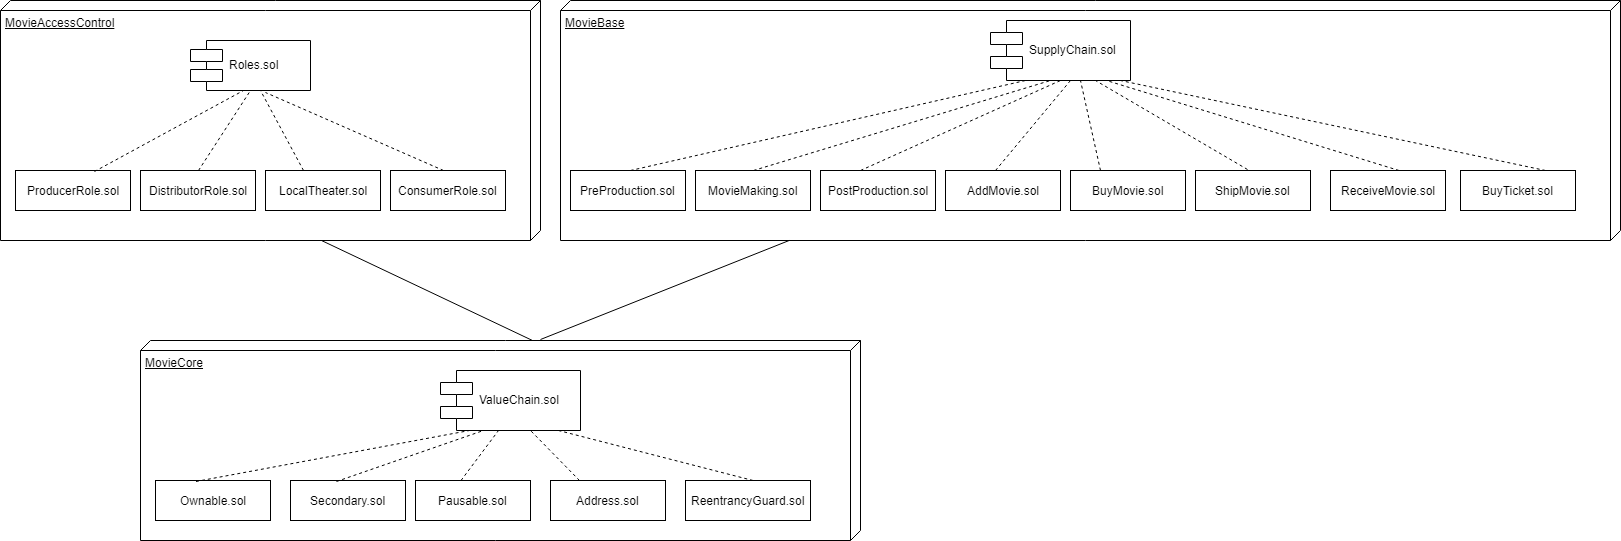 MovieAccessControl
Roles.sol
ProducerRole.sol
DistributorRole.sol
LocalTheater.sol
ConsumerRole.sol
MovieBase
SupplyChain.sol
PreProduction.sol
MovieMaking.sol
PostProduction.sol
AddMovie.sol
BuyMovie.sol
ShipMovie.sol
ReceiveMovie.sol
BuyTicket.sol
MovieCore
ValueChain.sol
Ownable.sol
Secondary.sol
Pausable.sol
Address.sol
ReentrancyGuard.sol